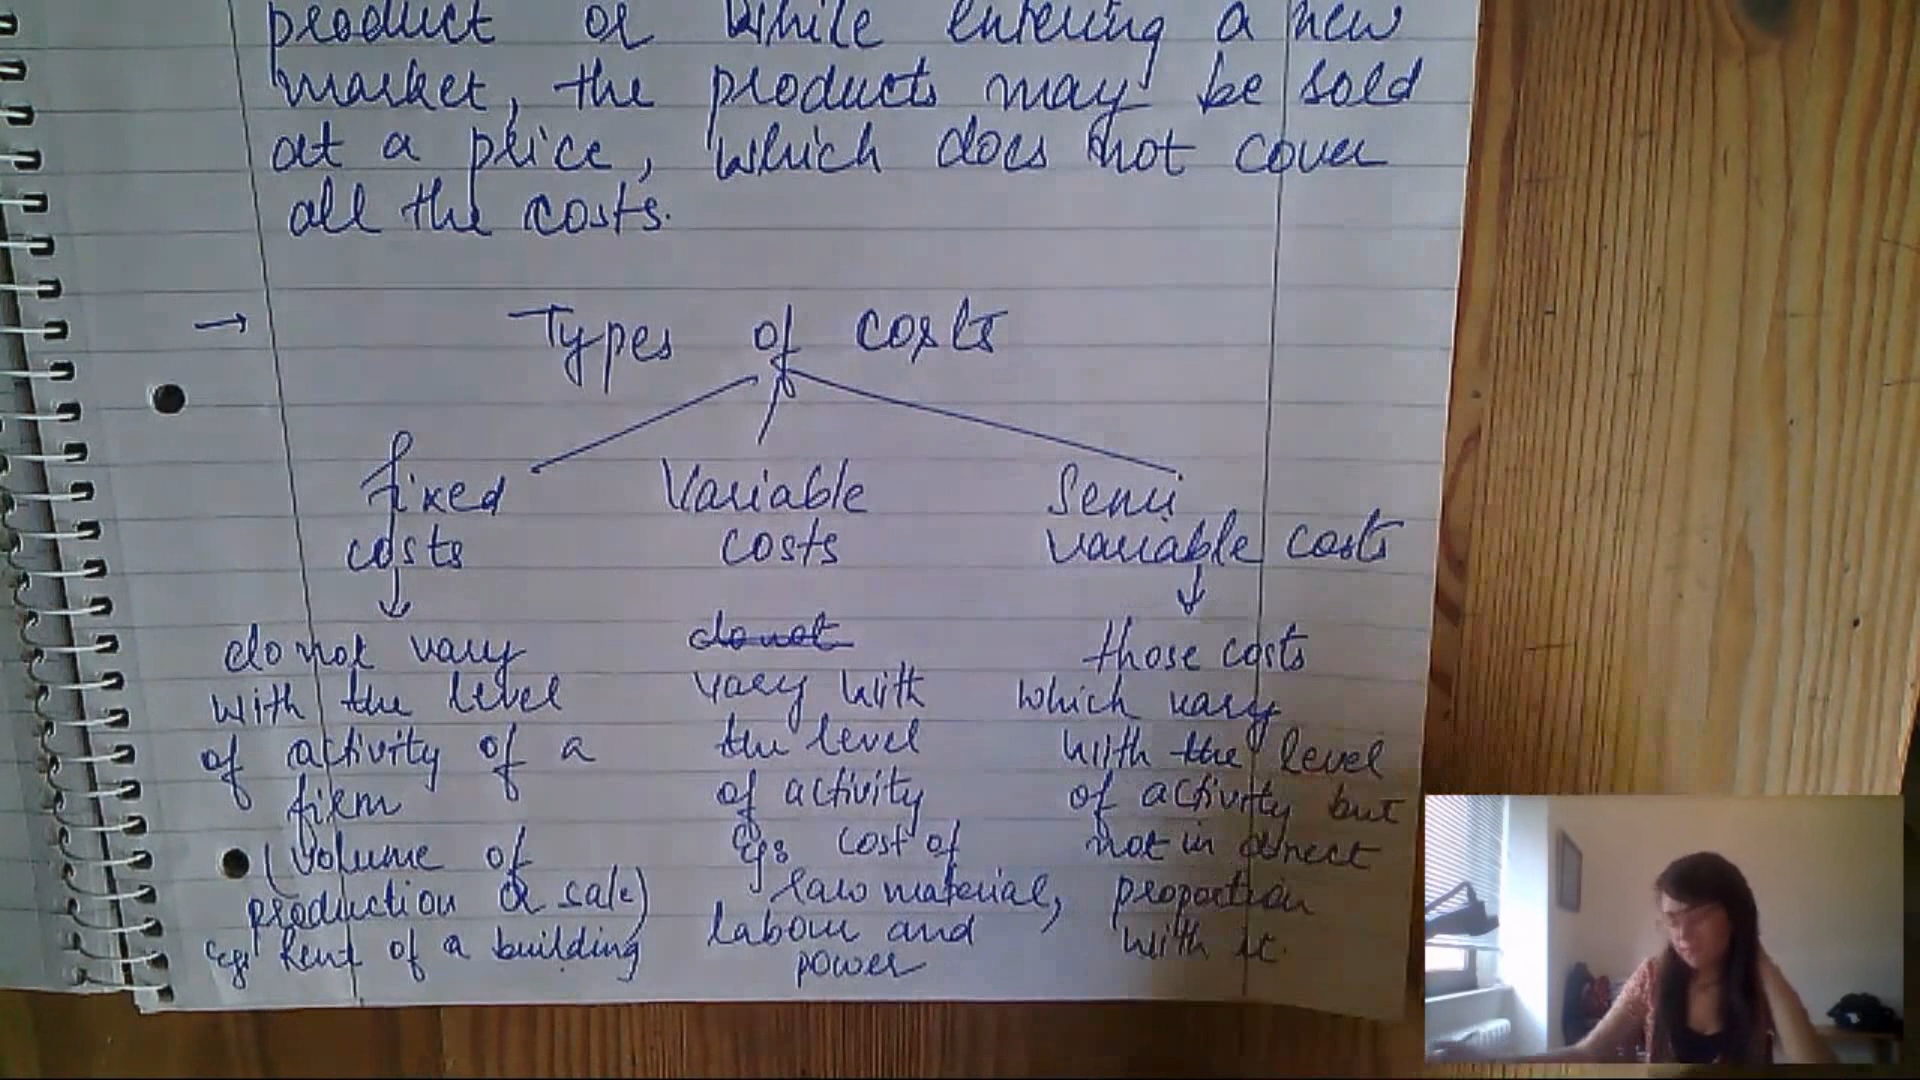 product or while entering a new
market, the products may be sold
at a price, which does not cover
all the costs.
→ Types of costs
fixed
costs
↓
do not vary
with the level
of activity of a
firm
(volume of
production or sale)
eg: Rent of a building
Variable
costs
do not
vary with
the level
of activity
eg: cost of
raw material,
labour and
power
Semi
variable costs
↓
those costs
which vary
with the level
of activity but
not in direct
proportion
with it.